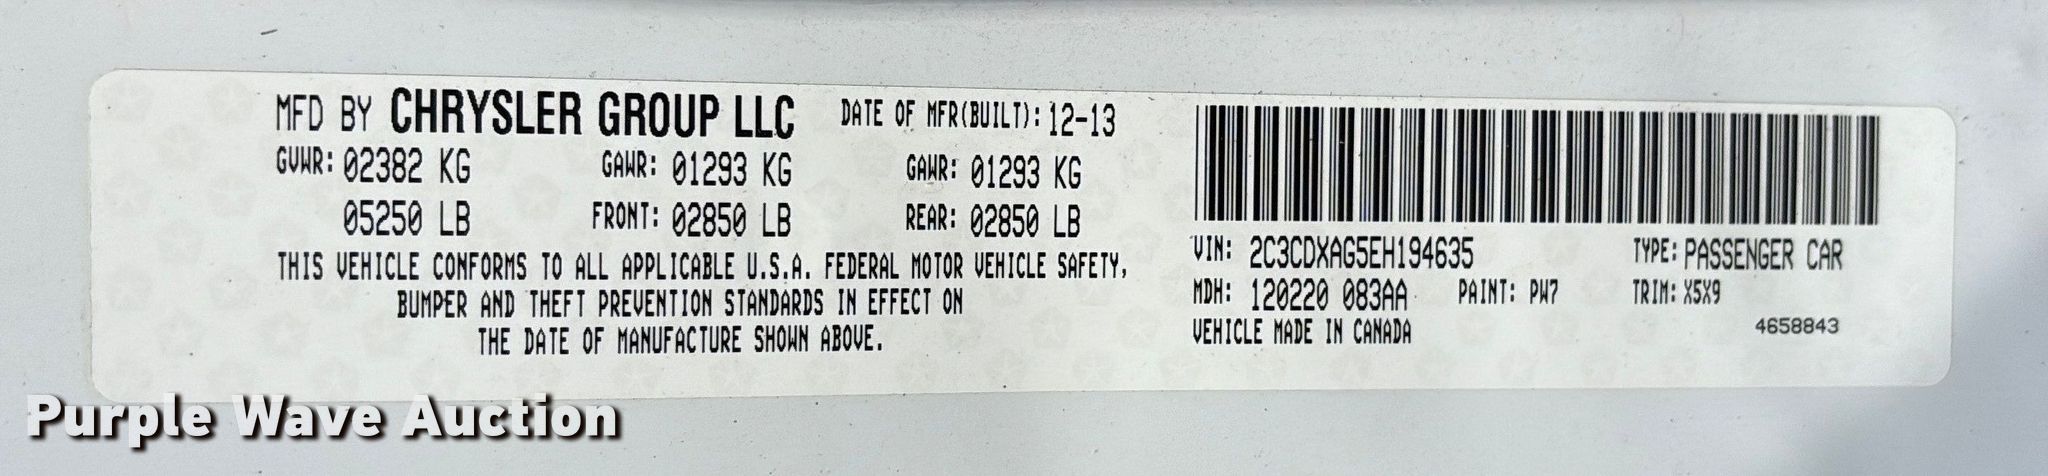 MFD BY CHRYSLER GROUP LLC DATE OF MFR(BUILT): 12-13
GVWR: 02382 KG GAWR: 01293 KG GAWR: 01293 KG
05250 LB FRONT: 02850 LB REAR: 02850 LB
THIS VEHICLE CONFORMS TO ALL APPLICABLE U.S.A. FEDERAL MOTOR VEHICLE SAFETY,
BUMPER AND THEFT PREVENTION STANDARDS IN EFFECT ON
THE DATE OF MANUFACTURE SHOWN ABOVE.
VIN: 2C3CDXAG5EH194635 TYPE: PASSENGER CAR
MDH: 120220 083AA PAINT: PW7 TRIM: X5X9
VEHICLE MADE IN CANADA 4658843
Purple Wave Auction